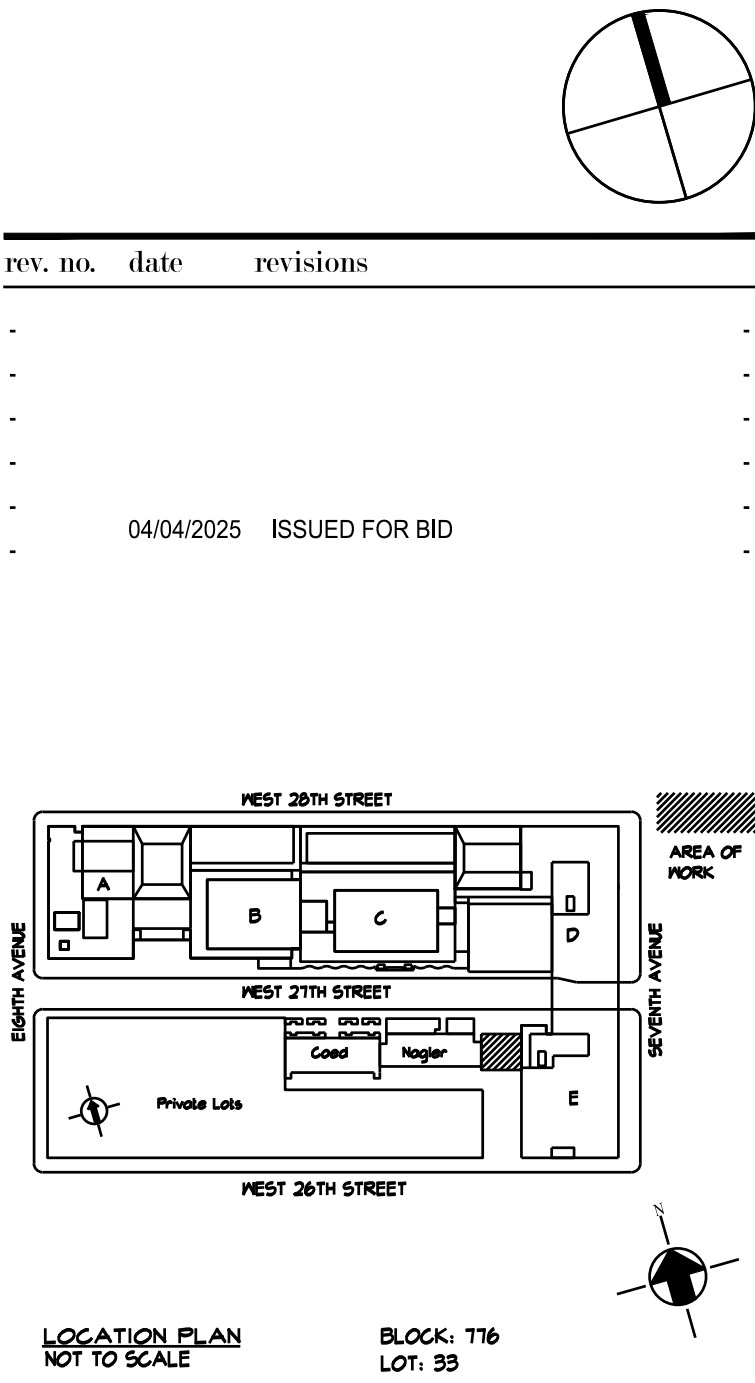 rev. no. date revisions
-
-
-
-
-
-
-
-
-
-
04/04/2025 ISSUED FOR BID
-
-
WEST 28TH STREET
AREA OF
WORK
A
B
C
D
EIGHTH AVENUE
SEVENTH AVENUE
WEST 27TH STREET
Coed
Nagler
Private Lots
E
WEST 26TH STREET
N
LOCATION PLAN
NOT TO SCALE
BLOCK: 776
LOT: 33